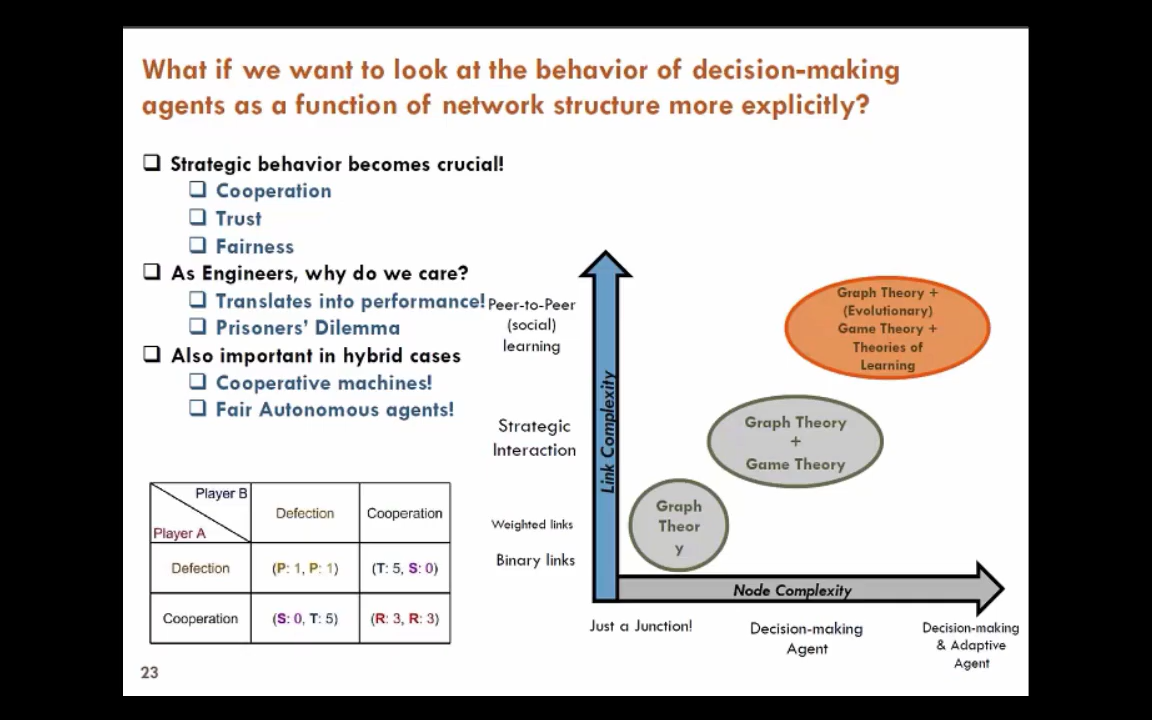 What if we want to look at the behavior of decision-making
agents as a function of network structure more explicitly?
❑ Strategic behavior becomes crucial!
❑ Cooperation
❑ Trust
❑ Fairness
❑ As Engineers, why do we care?
❑ Translates into performance!
❑ Prisoners' Dilemma
❑ Also important in hybrid cases
❑ Cooperative machines!
❑ Fair Autonomous agents!
Player B
Player A
Defection
Cooperation
Defection
(P: 1, P: 1)
(T: 5, S: 0)
Cooperation
(S: 0, T: 5)
(R: 3, R: 3)
Peer-to-Peer
(social)
learning
Strategic
Interaction
Weighted links
Binary links
Link Complexity
Graph Theory +
(Evolutionary)
Game Theory +
Theories of
Learning
Graph Theory
+
Game Theory
Graph
Theor
y
Node Complexity
Just a Junction!
Decision-making
Agent
Decision-making
& Adaptive
Agent
23